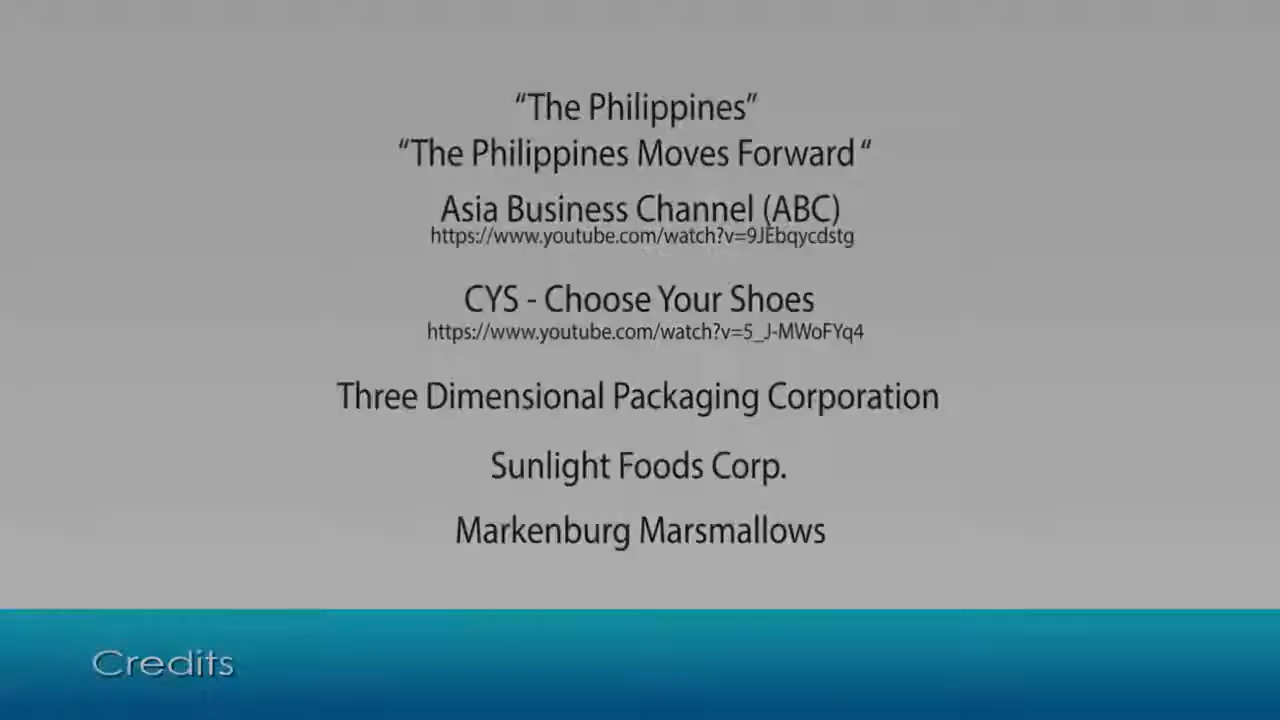 “The Philippines”
“The Philippines Moves Forward “
Asia Business Channel (ABC)
https://www.youtube.com/watch?v=9JEbqycdstg
CYS - Choose Your Shoes
https://www.youtube.com/watch?v=5_J-MWoFYq4
Three Dimensional Packaging Corporation
Sunlight Foods Corp.
Markenburg Marsmallows
Credits